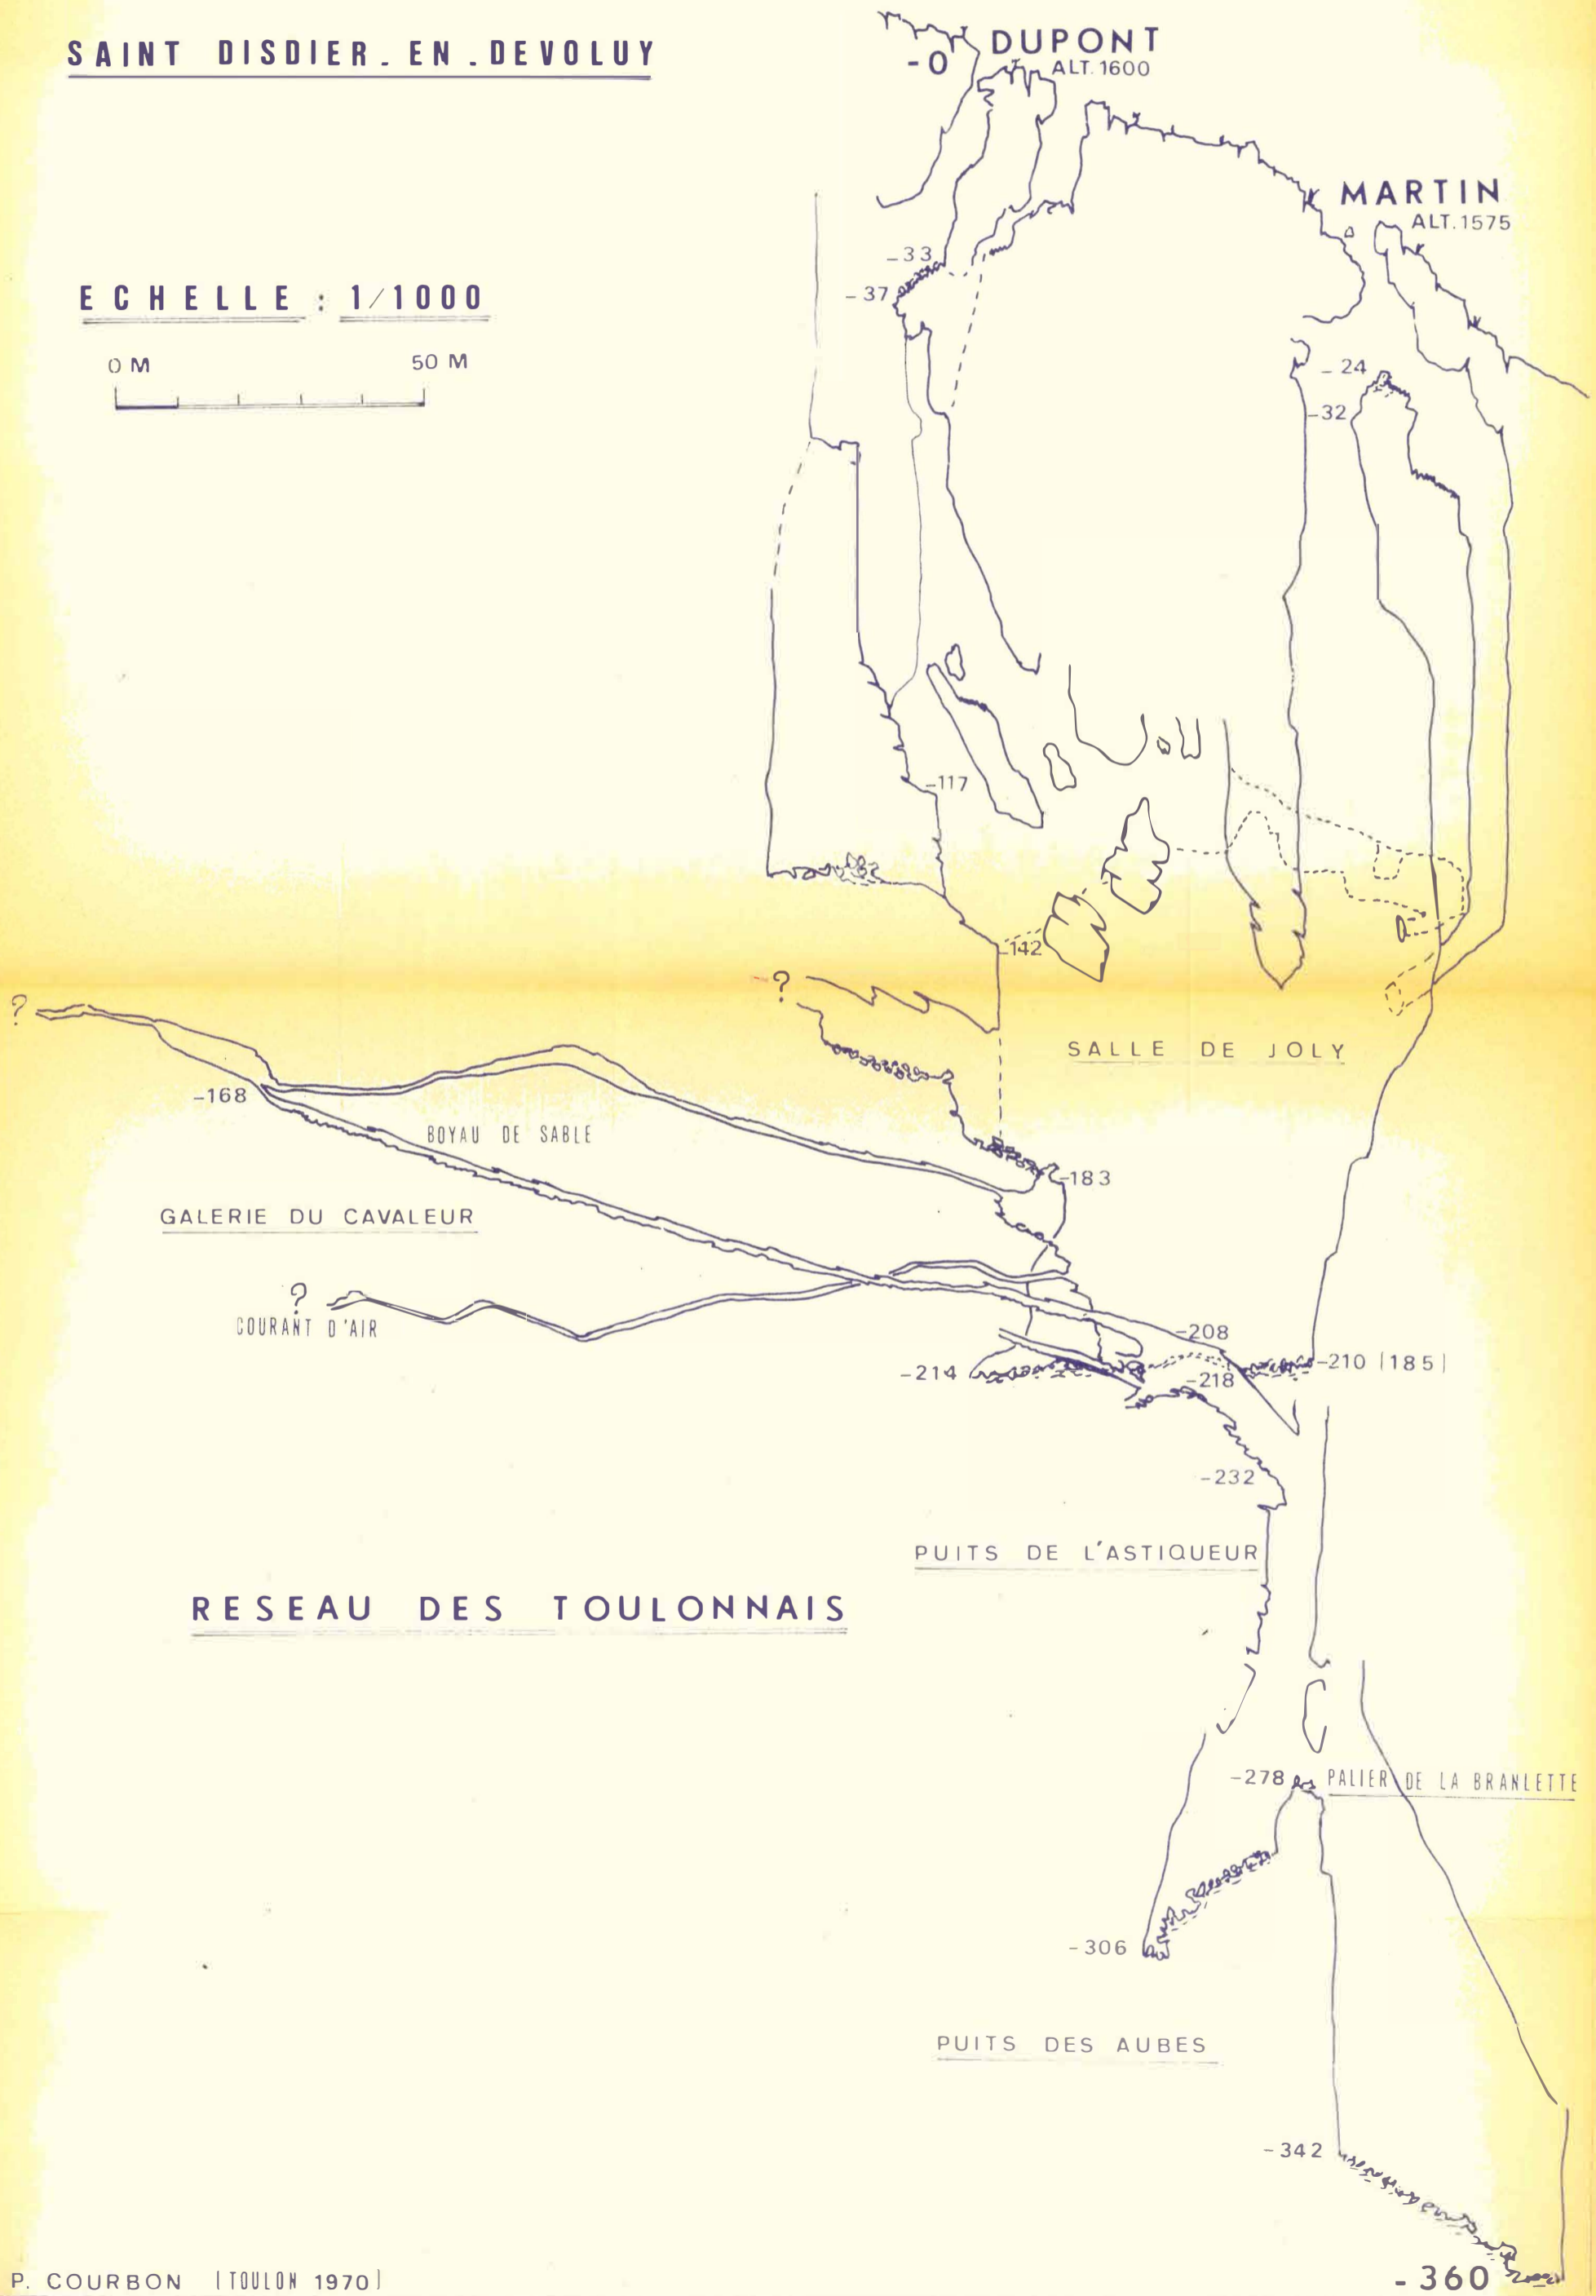 SAINT DISDIER . EN . DEVOLUY
DUPONT
-0
ALT. 1600
MARTIN
ALT. 1575
ECHELLE : 1/1000
0 M 50 M
-33
-37
-24
-32
-117
-142
?
?
SALLE DE JOLY
-168
BOYAU DE SABLE
-183
GALERIE DU CAVALEUR
?
COURANT D'AIR
-208
-210 (185)
-214
-218
-232
PUITS DE L'ASTIQUEUR
RESEAU DES TOULONNAIS
-278
PALIER DE LA BRANLETTE
-306
PUITS DES AUBES
-342
P. COURBON (TOULON 1970)
-360